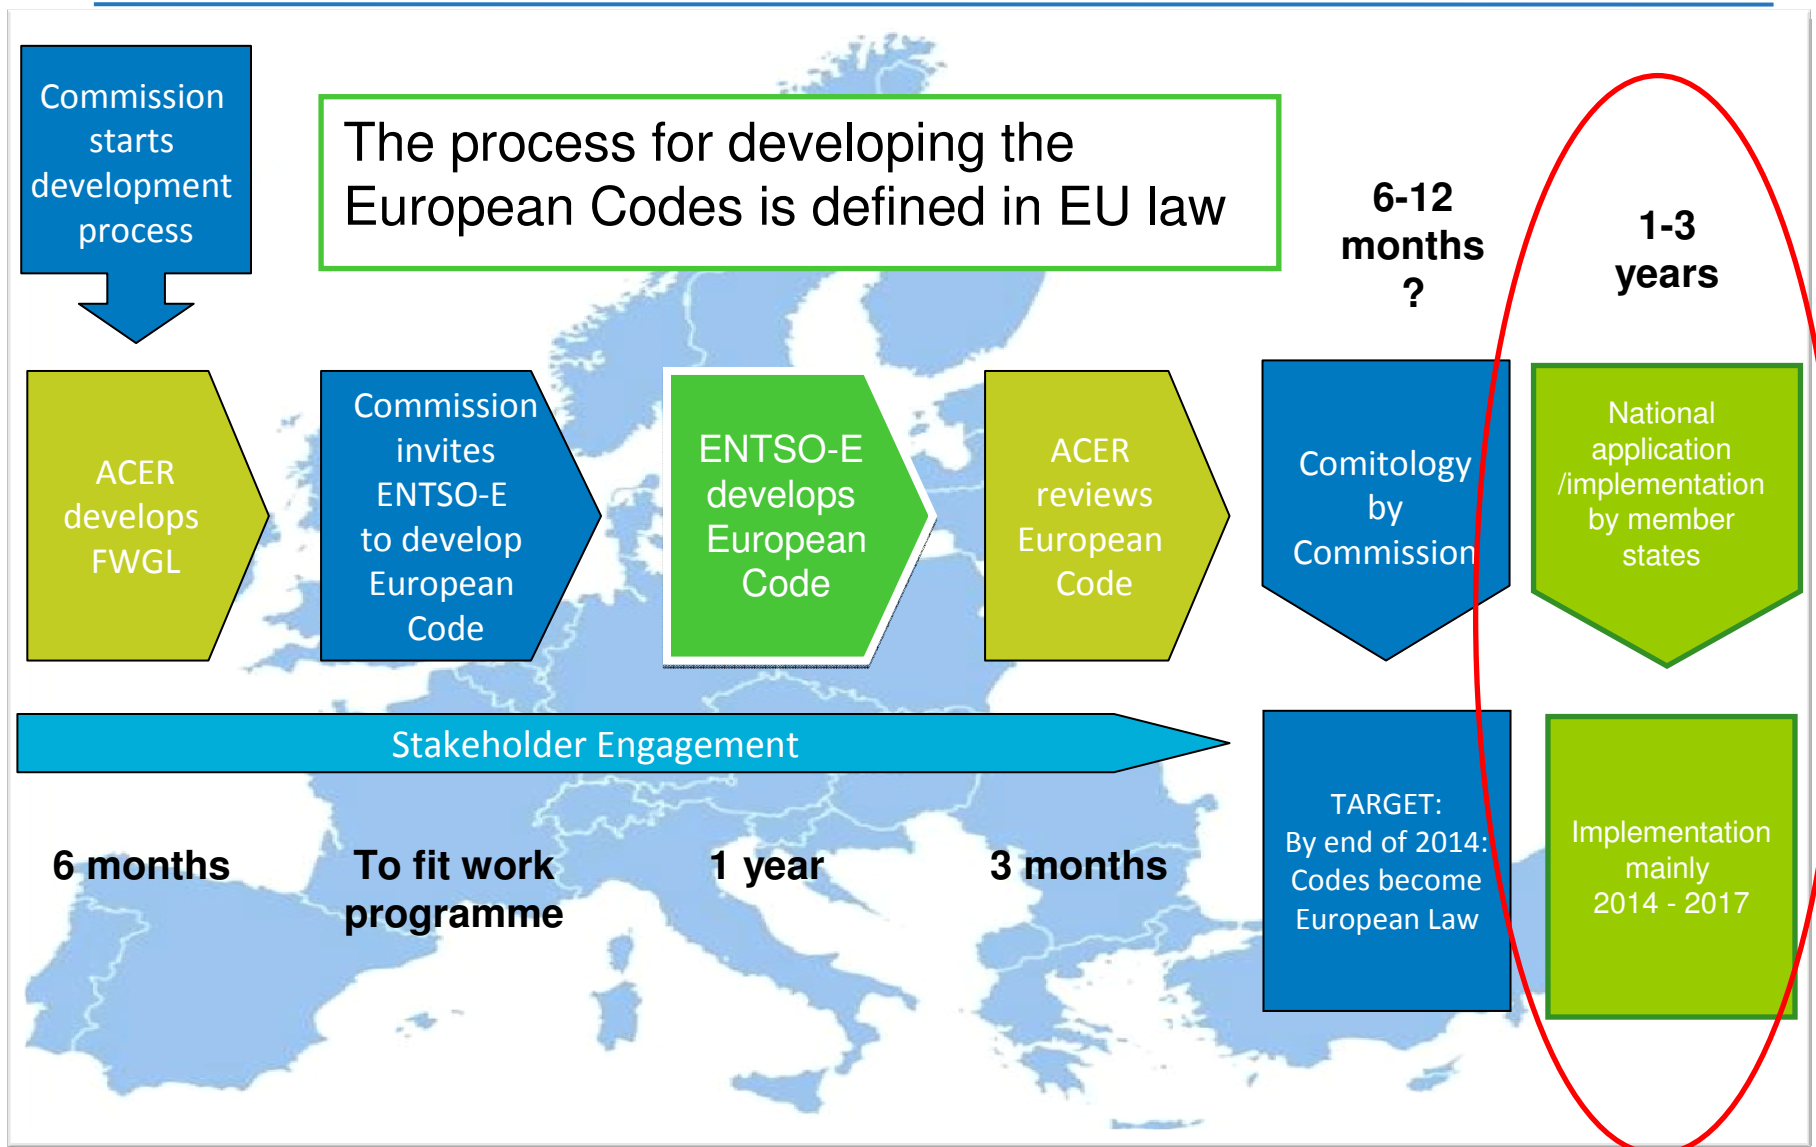 Commission
starts
development
process
The process for developing the
European Codes is defined in EU law
6-12
months
?
1-3
years
ACER
develops
FWGL
Commission
invites
ENTSO-E
to develop
European
Code
ENTSO-E
develops
European
Code
ACER
reviews
European
Code
Comitology
by
Commission
National
application
/implementation
by member
states
Stakeholder Engagement
6 months
To fit work
programme
1 year
3 months
TARGET:
By end of 2014:
Codes become
European Law
Implementation
mainly
2014 - 2017